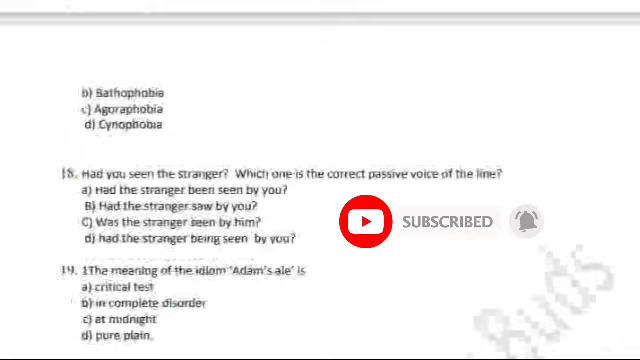 b) Bathophobia
c) Agoraphobia
d) Cynophobia
18. Had you seen the stranger? Which one is the correct passive voice of the line?
a) Had the stranger been seen by you?
B) Had the stranger saw by you?
C) Was the stranger seen by him?
d) had the stranger being seen by you?
SUBSCRIBED
19. 1The meaning of the idiom 'Adam's ale' is
a) critical test
b) in complete disorder
c) at midnight
d) pure plain.